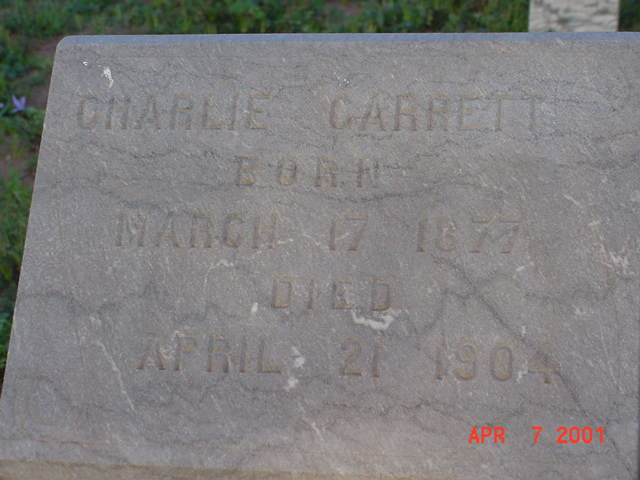 CHARLIE GARRETT
BORN
MARCH 17 1877
DIED
APRIL 21 1904
APR 7 2001